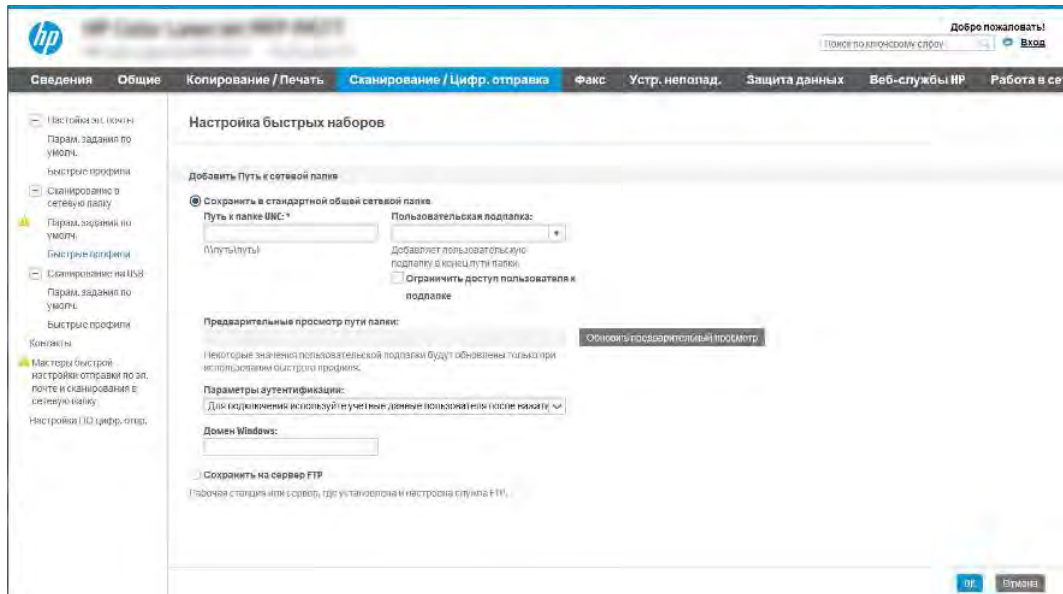 hp
Добро пожаловать!
Поиск по ключевому слову
Вход
Сведения Общие Копирование / Печать Сканирование / Цифр. отправка Факс Устр. неполад. Защита данных Веб-службы HP Работа в се
Настойка эл. почты
Парам. задания по
умолч.
Быстрые профили
Сканирование в
сетевую папку
Парам. задания по
умолч.
Быстрые профили
Сканирование на USB
Парам. задания по
умолч.
Быстрые профили
Контакты
Мастеры быстрой
настройки отправки по эл.
почте и сканирования в
сетевую папку
Настройки ПО цифр. отпр.
Настройка быстрых наборов
Добавить Путь к сетевой папке
Сохранить в стандартной общей сетевой папке
Путь к папке UNC: * Пользовательская подпапка:
(\\путь\путь) Добавляет пользовательскую
подпапку в конец пути папки.
Ограничить доступ пользователя к
подпапке
Предварительные просмотр пути папки:
Обновить предварительный просмотр
Некоторые значения пользовательской подпапки будут обновлены только при
использовании быстрого профиля.
Параметры аутентификации:
Для подключения используйте учетные данные пользователя после нажати
Домен Windows:
Сохранить на сервер FTP
Рабочая станция или сервер, где установлена и настроена служба FTP.
OK Отмена